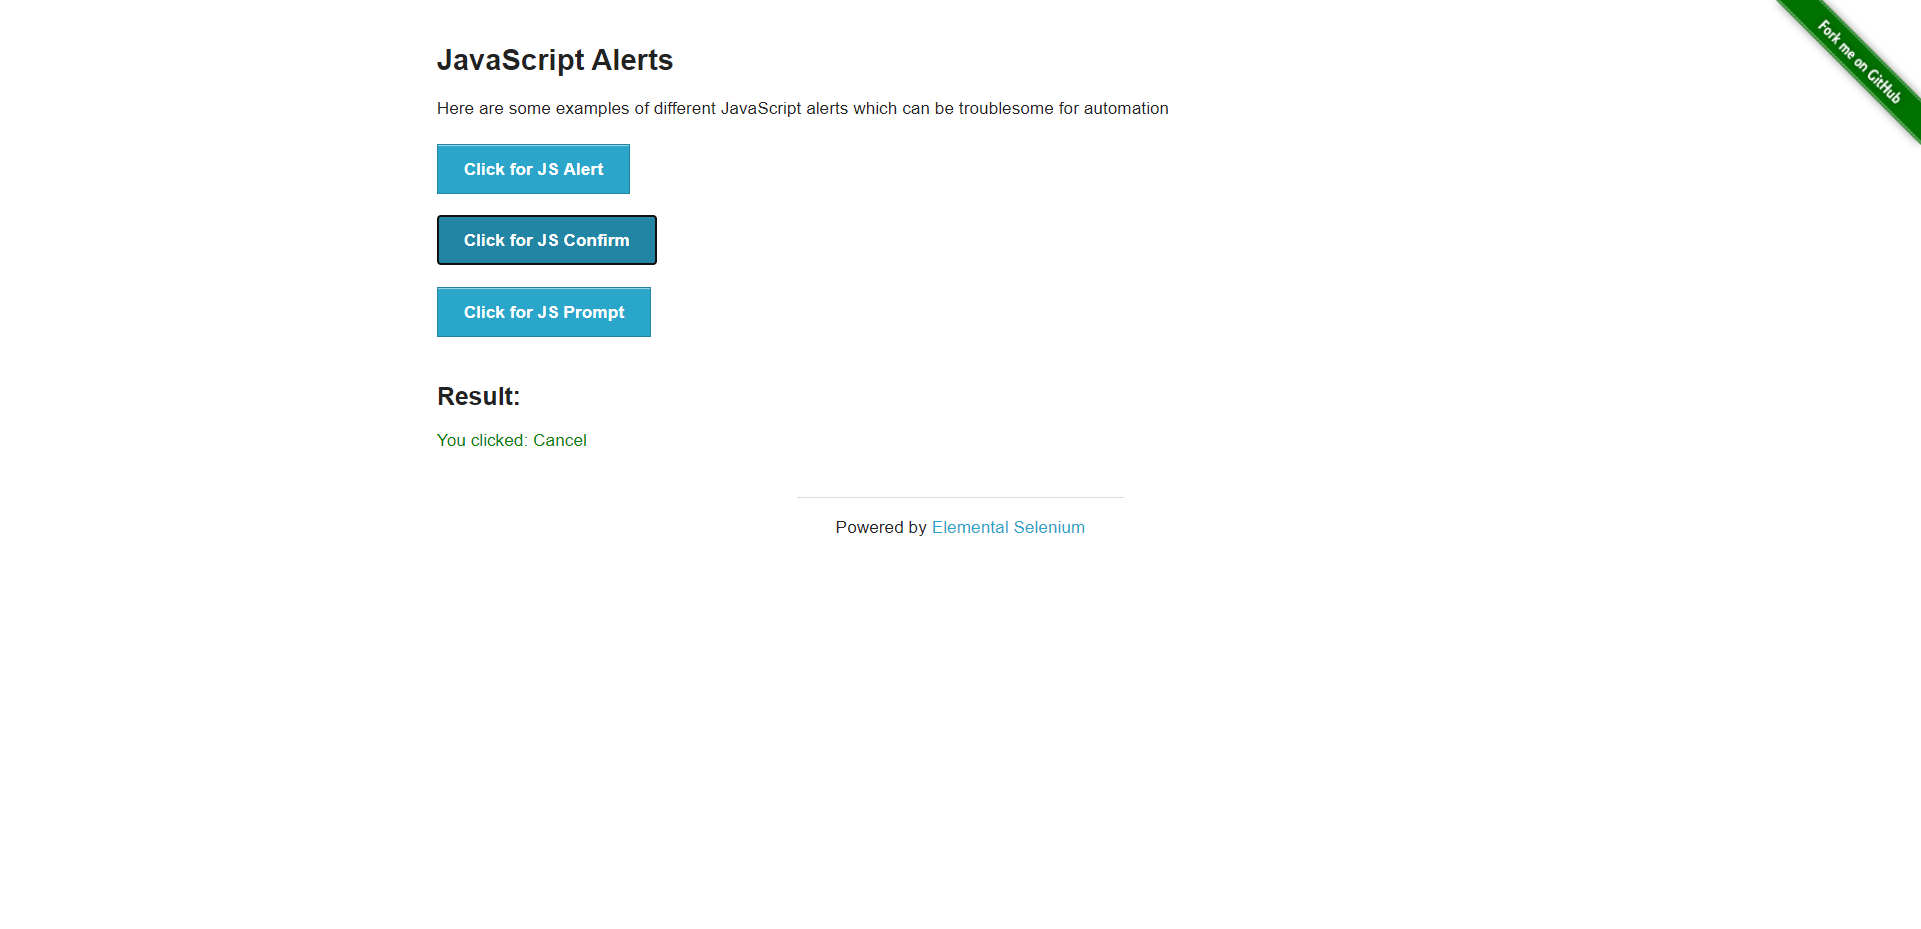 Fork me on GitHub
JavaScript Alerts
Here are some examples of different JavaScript alerts which can be troublesome for automation
Click for JS Alert
Click for JS Confirm
Click for JS Prompt
Result:
You clicked: Cancel
Powered by Elemental Selenium